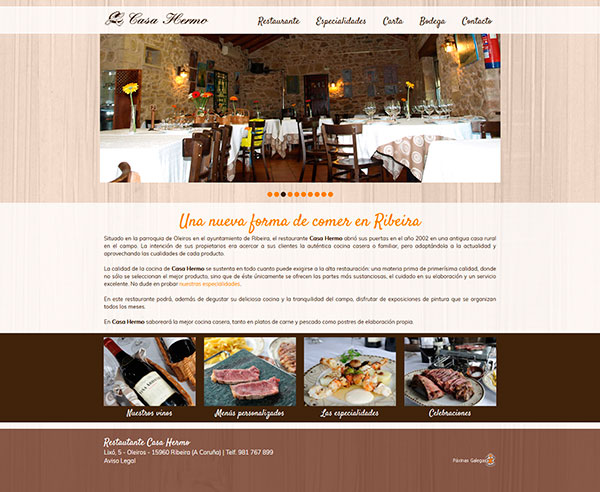 Casa Hermo
Restaurante Especialidades Carta Bodega Contacto
Una nueva forma de comer en Ribeira
Situado en la parroquia de Oleiros en el ayuntamiento de Ribeira, el restaurante Casa Hermo abrió sus puertas en el año 2002 en una antigua casa rural
en el campo. La intención de sus propietarios era acercar a sus clientes la auténtica cocina casera o familiar, pero adaptándola a la actualidad y
aprovechando las cualidades de cada producto.
La calidad de la cocina de Casa Hermo se sustenta en todo cuanto puede exigirse a la alta restauración: una materia prima de primerísima calidad, donde
no sólo se seleccionan el mejor producto, sino que de éste únicamente se ofrecen las partes más sustanciosas, el cuidado en su elaboración y un servicio
excelente. No dude en probar nuestras especialidades.
En este restaurante podrá, además de degustar su deliciosa cocina y la tranquilidad del campo, disfrutar de exposiciones de pintura que se organizan
todos los meses.
En Casa Hermo saboreará la mejor cocina casera, tanto en platos de carne y pescado como postres de elaboración propia.
Nuestros vinos Menús personalizados Las especialidades Celebraciones
Restautante Casa Hermo
Lixó, 5 - Oleiros - 15960 Ribeira (A Coruña) | Telf. 981 767 899
Aviso Legal
Páxinas Galegas